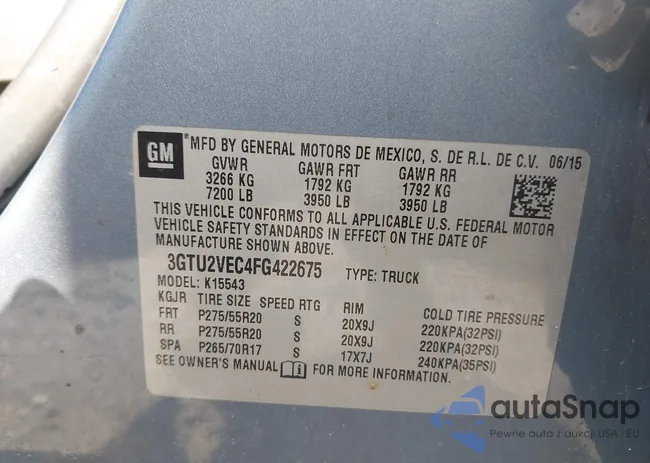 GM
®MFD BY GENERAL MOTORS DE MEXICO, S. DE R.L. DE C.V. 06/15
GVWR GAWR FRT GAWR RR
3266 KG 1792 KG 1792 KG
7200 LB 3950 LB 3950 LB
THIS VEHICLE CONFORMS TO ALL APPLICABLE U.S. FEDERAL MOTOR
VEHICLE SAFETY STANDARDS IN EFFECT ON THE DATE OF
MANUFACTURE SHOWN ABOVE.
3GTU2VEC4FG422675 TYPE: TRUCK
MODEL: K15543
KGJR TIRE SIZE SPEED RTG RIM COLD TIRE PRESSURE
FRT P275/55R20 S 20X9J 220KPA(32PSI)
RR P275/55R20 S 20X9J 220KPA(32PSI)
SPA P265/70R17 S 17X7J 240KPA(35PSI)
SEE OWNER'S MANUAL i FOR MORE INFORMATION.
autaSnap
Pewne auta z aukcji USA i EU